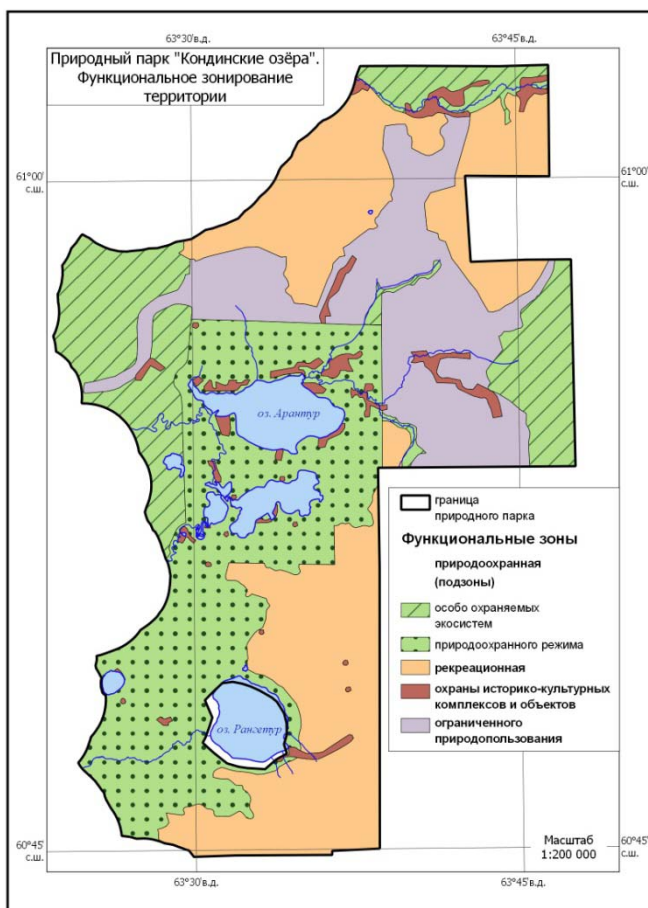 63°30'в.д.
63°45'в.д.
Природный парк "Кондинские озёра".
Функциональное зонирование
территории
61°00'
с.ш.
61°00'
с.ш.
оз. Арантур
граница
природного парка
Функциональные зоны
природоохранная
(подзоны)
особо охраняемых
экосистем
природоохранного режима
рекреационная
охраны историко-культурных
комплексов и объектов
ограниченного
природопользования
оз. Рангетур
60°45'
с.ш.
Масштаб
1:200 000
60°45'
с.ш.
63°30'в.д.
63°45'в.д.